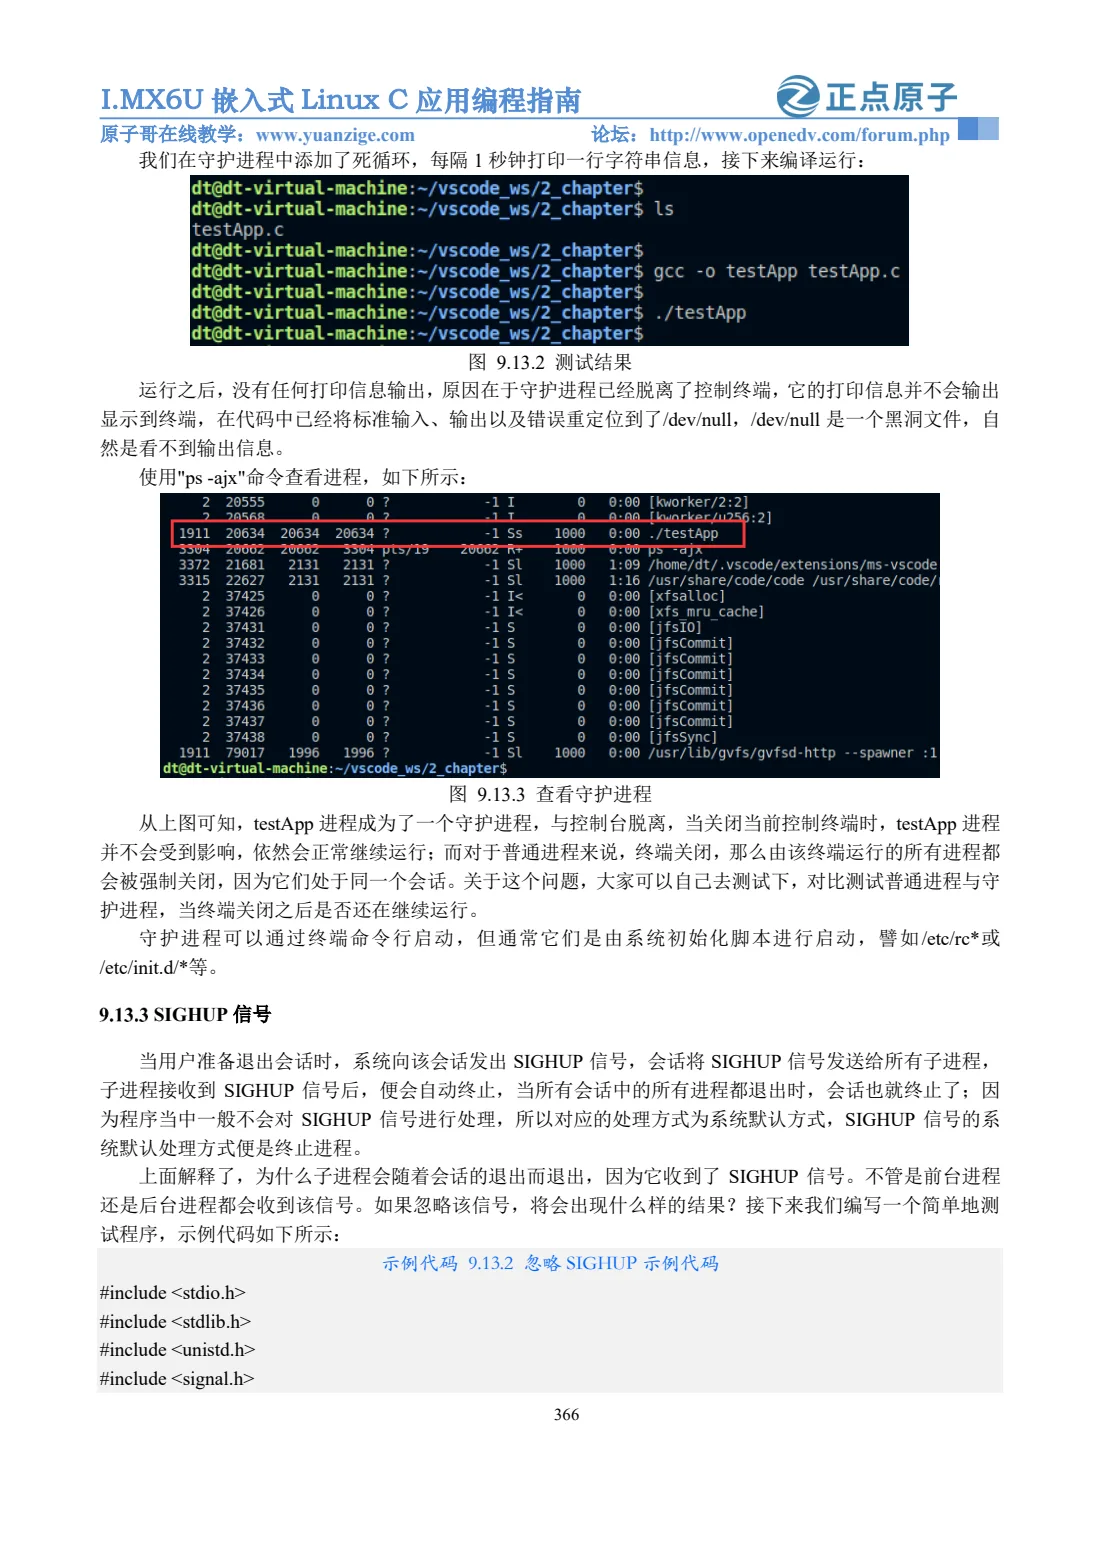 I.MX6U 嵌入式 Linux C 应用编程指南
正点原子
原子哥在线教学：www.yuanzige.com 论坛：http://www.openedv.com/forum.php
我们在守护进程中添加了死循环，每隔 1 秒钟打印一行字符串信息，接下来编译运行：
dt@dt-virtual-machine:~/vscode_ws/2_chapter$
dt@dt-virtual-machine:~/vscode_ws/2_chapter$ ls
testApp.c
dt@dt-virtual-machine:~/vscode_ws/2_chapter$
dt@dt-virtual-machine:~/vscode_ws/2_chapter$ gcc -o testApp testApp.c
dt@dt-virtual-machine:~/vscode_ws/2_chapter$
dt@dt-virtual-machine:~/vscode_ws/2_chapter$ ./testApp
dt@dt-virtual-machine:~/vscode_ws/2_chapter$
图 9.13.2 测试结果
运行之后，没有任何打印信息输出，原因在于守护进程已经脱离了控制终端，它的打印信息并不会输出
显示到终端，在代码中已经将标准输入、输出以及错误重定位到了/dev/null，/dev/null 是一个黑洞文件，自
然是看不到输出信息。
使用"ps -ajx"命令查看进程，如下所示：
2 20555 0 0 ? -1 I 0 0:00 [kworker/2:2]
2 20568 0 0 ? -1 I 0 0:00 [kworker/u256:2]
1911 20634 20634 20634 ? -1 Ss 1000 0:00 ./testApp
3304 20662 20662 3304 pts/19 20662 R+ 1000 0:00 ps -ajx
3372 21681 2131 2131 ? -1 Sl 1000 1:09 /home/dt/.vscode/extensions/ms-vscode
3315 22627 2131 2131 ? -1 Sl 1000 1:16 /usr/share/code/code /usr/share/code/
2 37425 0 0 ? -1 I< 0 0:00 [xfsalloc]
2 37426 0 0 ? -1 I< 0 0:00 [xfs_mru_cache]
2 37431 0 0 ? -1 S 0 0:00 [jfsIO]
2 37432 0 0 ? -1 S 0 0:00 [jfsCommit]
2 37433 0 0 ? -1 S 0 0:00 [jfsCommit]
2 37434 0 0 ? -1 S 0 0:00 [jfsCommit]
2 37435 0 0 ? -1 S 0 0:00 [jfsCommit]
2 37436 0 0 ? -1 S 0 0:00 [jfsCommit]
2 37437 0 0 ? -1 S 0 0:00 [jfsCommit]
2 37438 0 0 ? -1 S 0 0:00 [jfsSync]
1911 79017 1996 1996 ? -1 Sl 1000 0:00 /usr/lib/gvfs/gvfsd-http --spawner :1
dt@dt-virtual-machine:~/vscode_ws/2_chapter$
图 9.13.3 查看守护进程
从上图可知，testApp 进程成为了一个守护进程，与控制台脱离，当关闭当前控制终端时，testApp 进程
并不会受到影响，依然会正常继续运行；而对于普通进程来说，终端关闭，那么由该终端运行的所有进程都
会被强制关闭，因为它们处于同一个会话。关于这个问题，大家可以自己去测试下，对比测试普通进程与守
护进程，当终端关闭之后是否还在继续运行。
守护进程可以通过终端命令行启动，但通常它们是由系统初始化脚本进行启动，譬如/etc/rc*或
/etc/init.d/*等。
9.13.3 SIGHUP 信号
当用户准备退出会话时，系统向该会话发出 SIGHUP 信号，会话将 SIGHUP 信号发送给所有子进程，
子进程接收到 SIGHUP 信号后，便会自动终止，当所有会话中的所有进程都退出时，会话也就终止了；因
为程序当中一般不会对 SIGHUP 信号进行处理，所以对应的处理方式为系统默认方式，SIGHUP 信号的系
统默认处理方式便是终止进程。
上面解释了，为什么子进程会随着会话的退出而退出，因为它收到了 SIGHUP 信号。不管是前台进程
还是后台进程都会收到该信号。如果忽略该信号，将会出现什么样的结果？接下来我们编写一个简单地测
试程序，示例代码如下所示：
示例代码 9.13.2 忽略 SIGHUP 示例代码
#include <stdio.h>
#include <stdlib.h>
#include <unistd.h>
#include <signal.h>
366